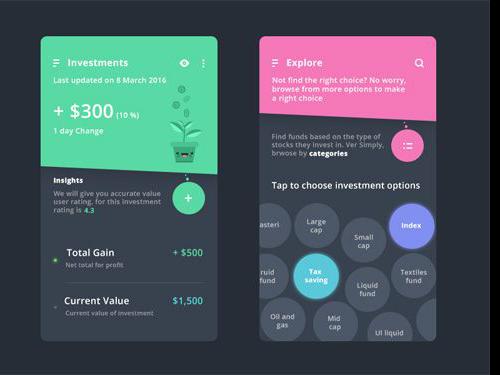 Investments
Last updated on 8 March 2016
+ $300 (10 %)
1 day Change
Insights
We will give you accurate value
user rating, for this investment
rating is 4.3
Total Gain + $500
Net total for profit
Current Value $1,500
Current value of investment
Explore
Not find the right choice? No worry,
browse from more options to make
a right choice
Find funds based on the type of
stocks they invest in. Ver Simply,
brwose by categories
Tap to choose investment options
asteri
Large
cap
Small
cap
Index
ruid
fund
Tax
saving
Liquid
fund
Textiles
fund
Oil and
gas
Mid
cap
UI liquid